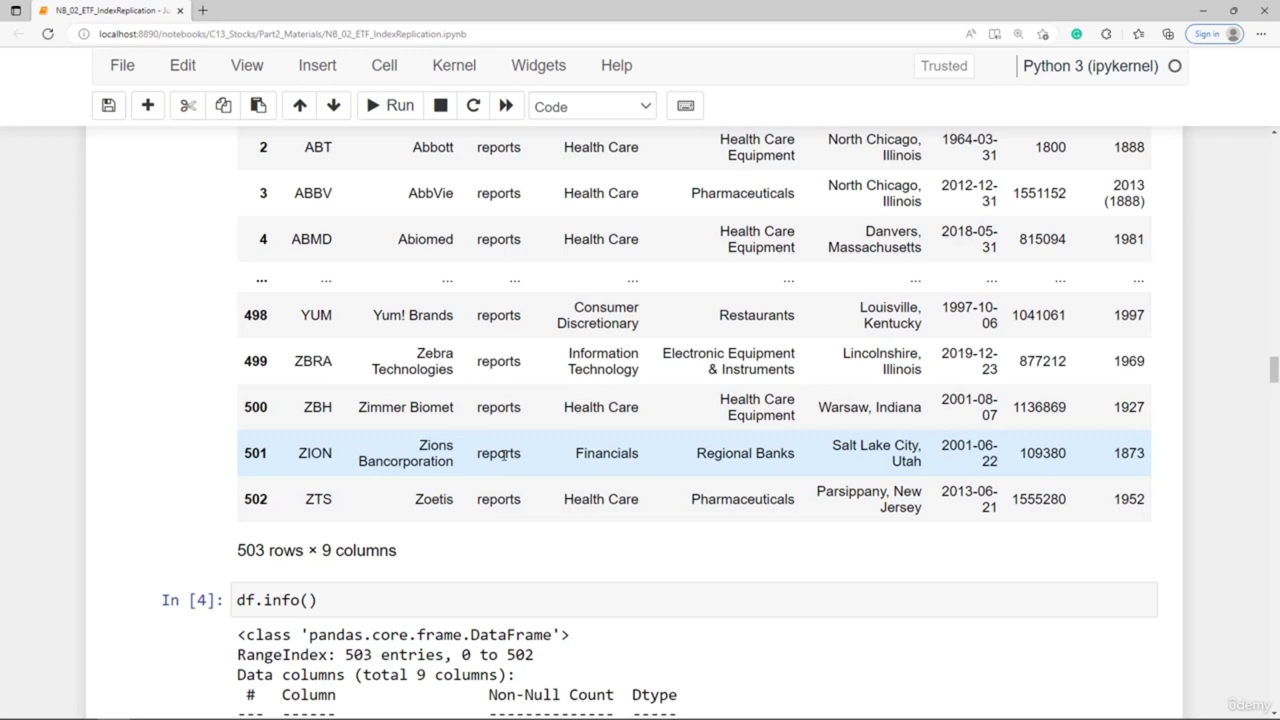 NB_02_ETF_IndexReplication - Ju
localhost:8890/notebooks/C13_Stocks/Part2_Materials/NB_02_ETF_IndexReplication.ipynb
Sign in
File Edit View Insert Cell Kernel Widgets Help
Trusted
Python 3 (ipykernel)
Run
Code
2 ABT Abbott reports Health Care Health Care Equipment North Chicago, Illinois 1964-03-31 1800 1888
3 ABBV AbbVie reports Health Care Pharmaceuticals North Chicago, Illinois 2012-12-31 1551152 2013 (1888)
4 ABMD Abiomed reports Health Care Health Care Equipment Danvers, Massachusetts 2018-05-31 815094 1981
... ... ... ... ... ... ... ... ... ...
498 YUM Yum! Brands reports Consumer Discretionary Restaurants Louisville, Kentucky 1997-10-06 1041061 1997
499 ZBRA Zebra Technologies reports Information Technology Electronic Equipment & Instruments Lincolnshire, Illinois 2019-12-23 877212 1969
500 ZBH Zimmer Biomet reports Health Care Health Care Equipment Warsaw, Indiana 2001-08-07 1136869 1927
501 ZION Zions Bancorporation reports Financials Regional Banks Salt Lake City, Utah 2001-06-22 109380 1873
502 ZTS Zoetis reports Health Care Pharmaceuticals Parsippany, New Jersey 2013-06-21 1555280 1952
503 rows × 9 columns
In [4]: df.info()
<class 'pandas.core.frame.DataFrame'>
RangeIndex: 503 entries, 0 to 502
Data columns (total 9 columns):
# Column Non-Null Count Dtype
--- ------ -------------- -----
ûdemy